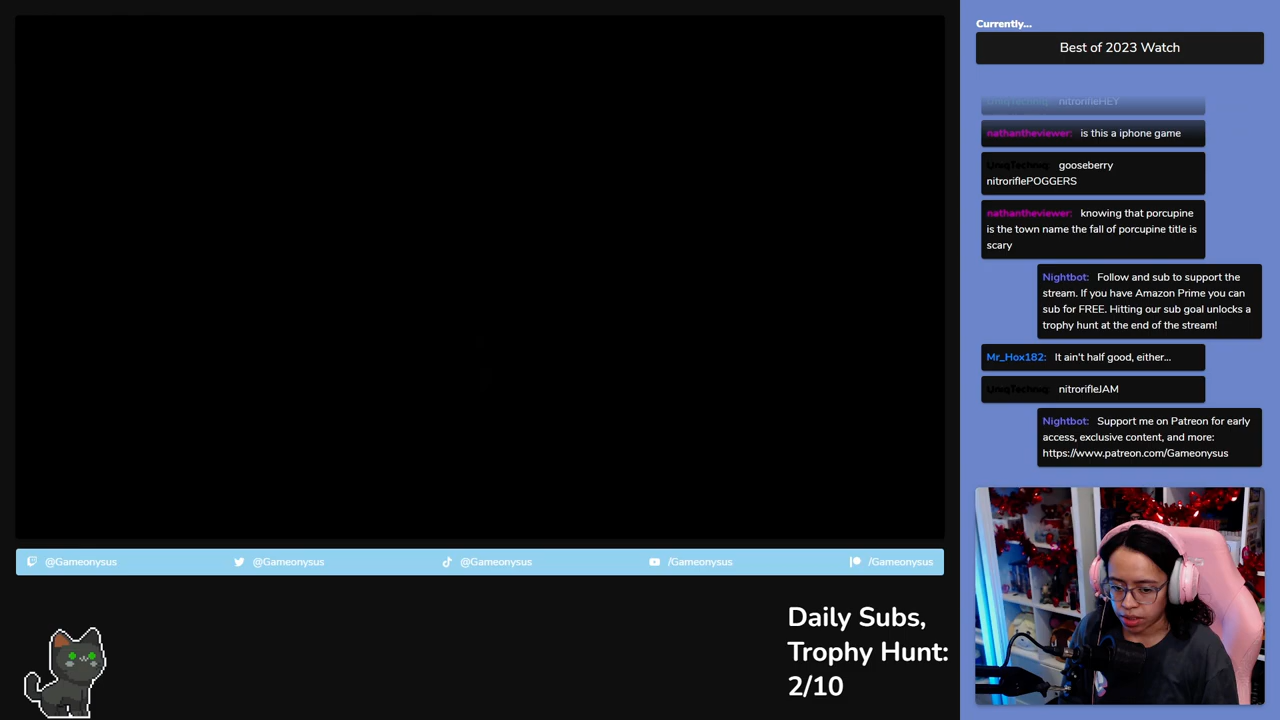 Currently...
Best of 2023 Watch
UniqTechniq: nitrorifleHEY
nathantheviewer: is this a iphone game
UniqTechniq: gooseberry
nitroriflePOGGERS
nathantheviewer: knowing that porcupine
is the town name the fall of porcupine title is
scary
Nightbot: Follow and sub to support the
stream. If you have Amazon Prime you can
sub for FREE. Hitting our sub goal unlocks a
trophy hunt at the end of the stream!
Mr_Hox182: It ain't half good, either...
UniqTechniq: nitrorifleJAM
Nightbot: Support me on Patreon for early
access, exclusive content, and more:
https://www.patreon.com/Gameonysus
@Gameonysus @Gameonysus @Gameonysus /Gameonysus /Gameonysus
Daily Subs,
Trophy Hunt:
2/10